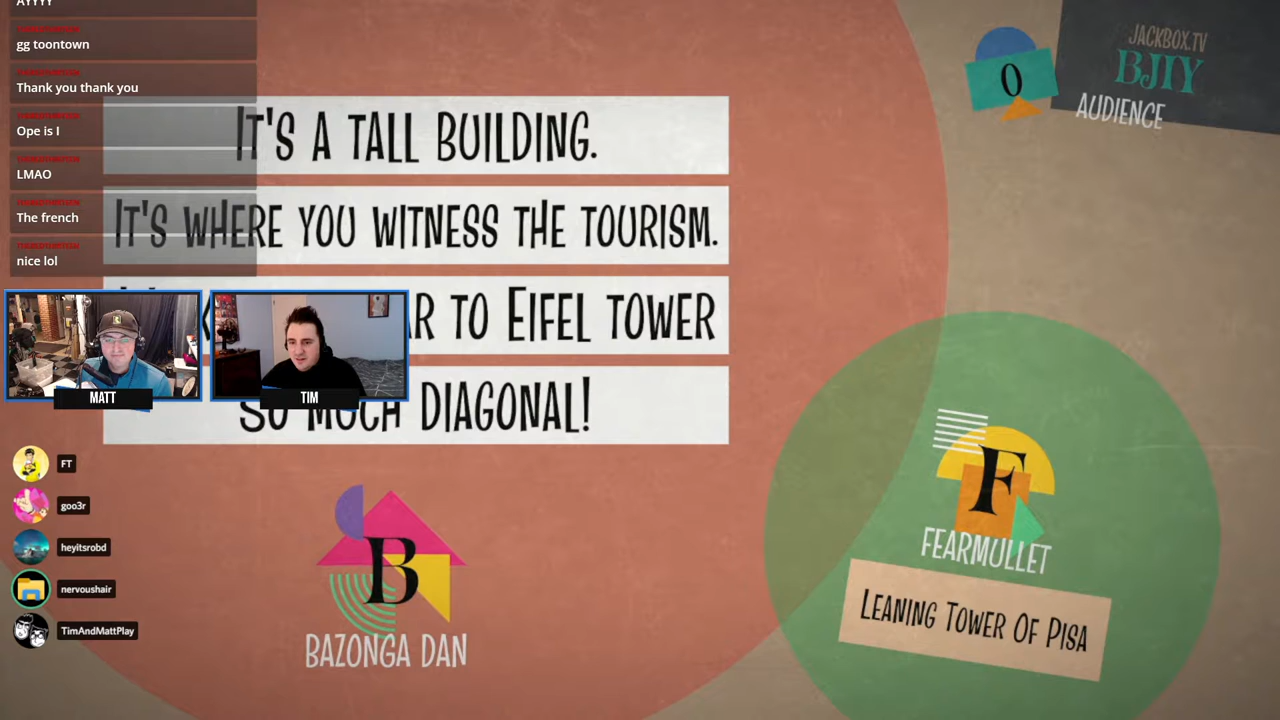 AYYYY
gg toontown
Thank you thank you
Ope is I
LMAO
The french
nice lol
IT'S A TALL BUILDING.
IT'S WHERE YOU WITNESS THE TOURISM.
TO EIFEL TOWER
SO MUCH DIAGONAL!
JACKBOX.TV
BJIY
0
AUDIENCE
MATT
TIM
FT
goo3r
heyitsrobd
nervoushair
TimAndMattPlay
B
BAZONGA DAN
F
FEARMULLET
LEANING TOWER OF PISA